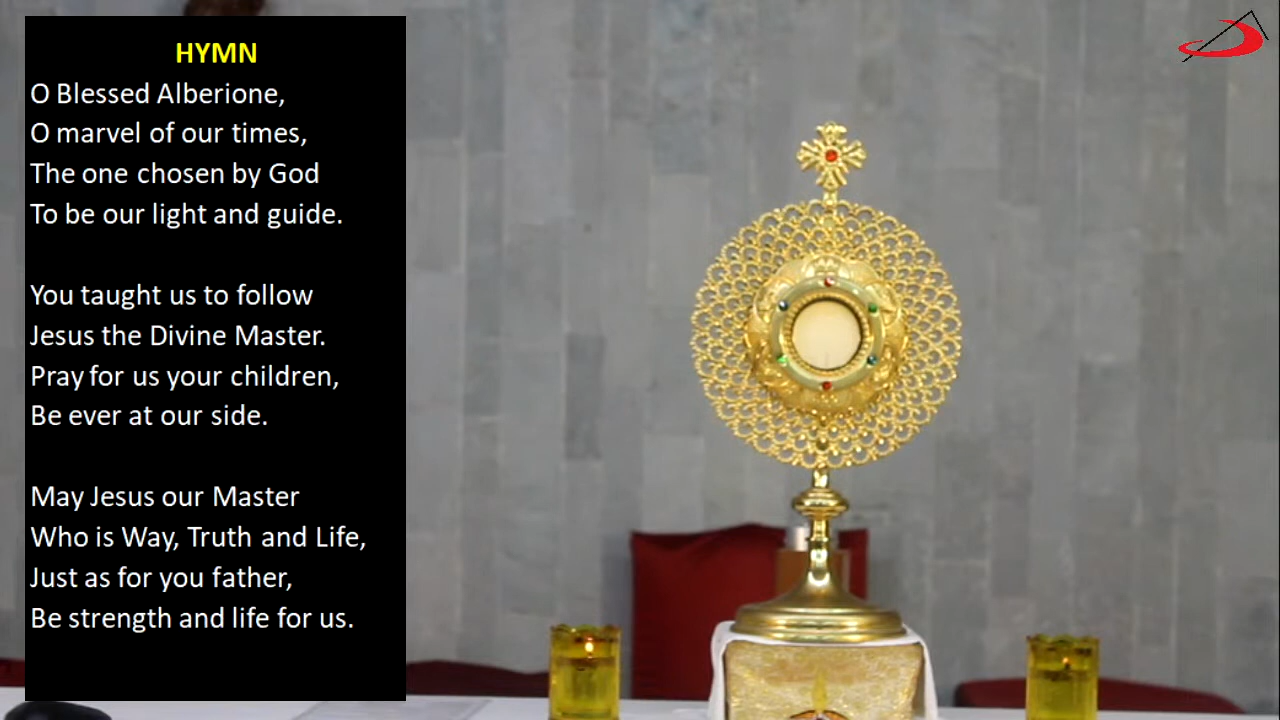 HYMN
O Blessed Alberione,
O marvel of our times,
The one chosen by God
To be our light and guide.
You taught us to follow
Jesus the Divine Master.
Pray for us your children,
Be ever at our side.
May Jesus our Master
Who is Way, Truth and Life,
Just as for you father,
Be strength and life for us.